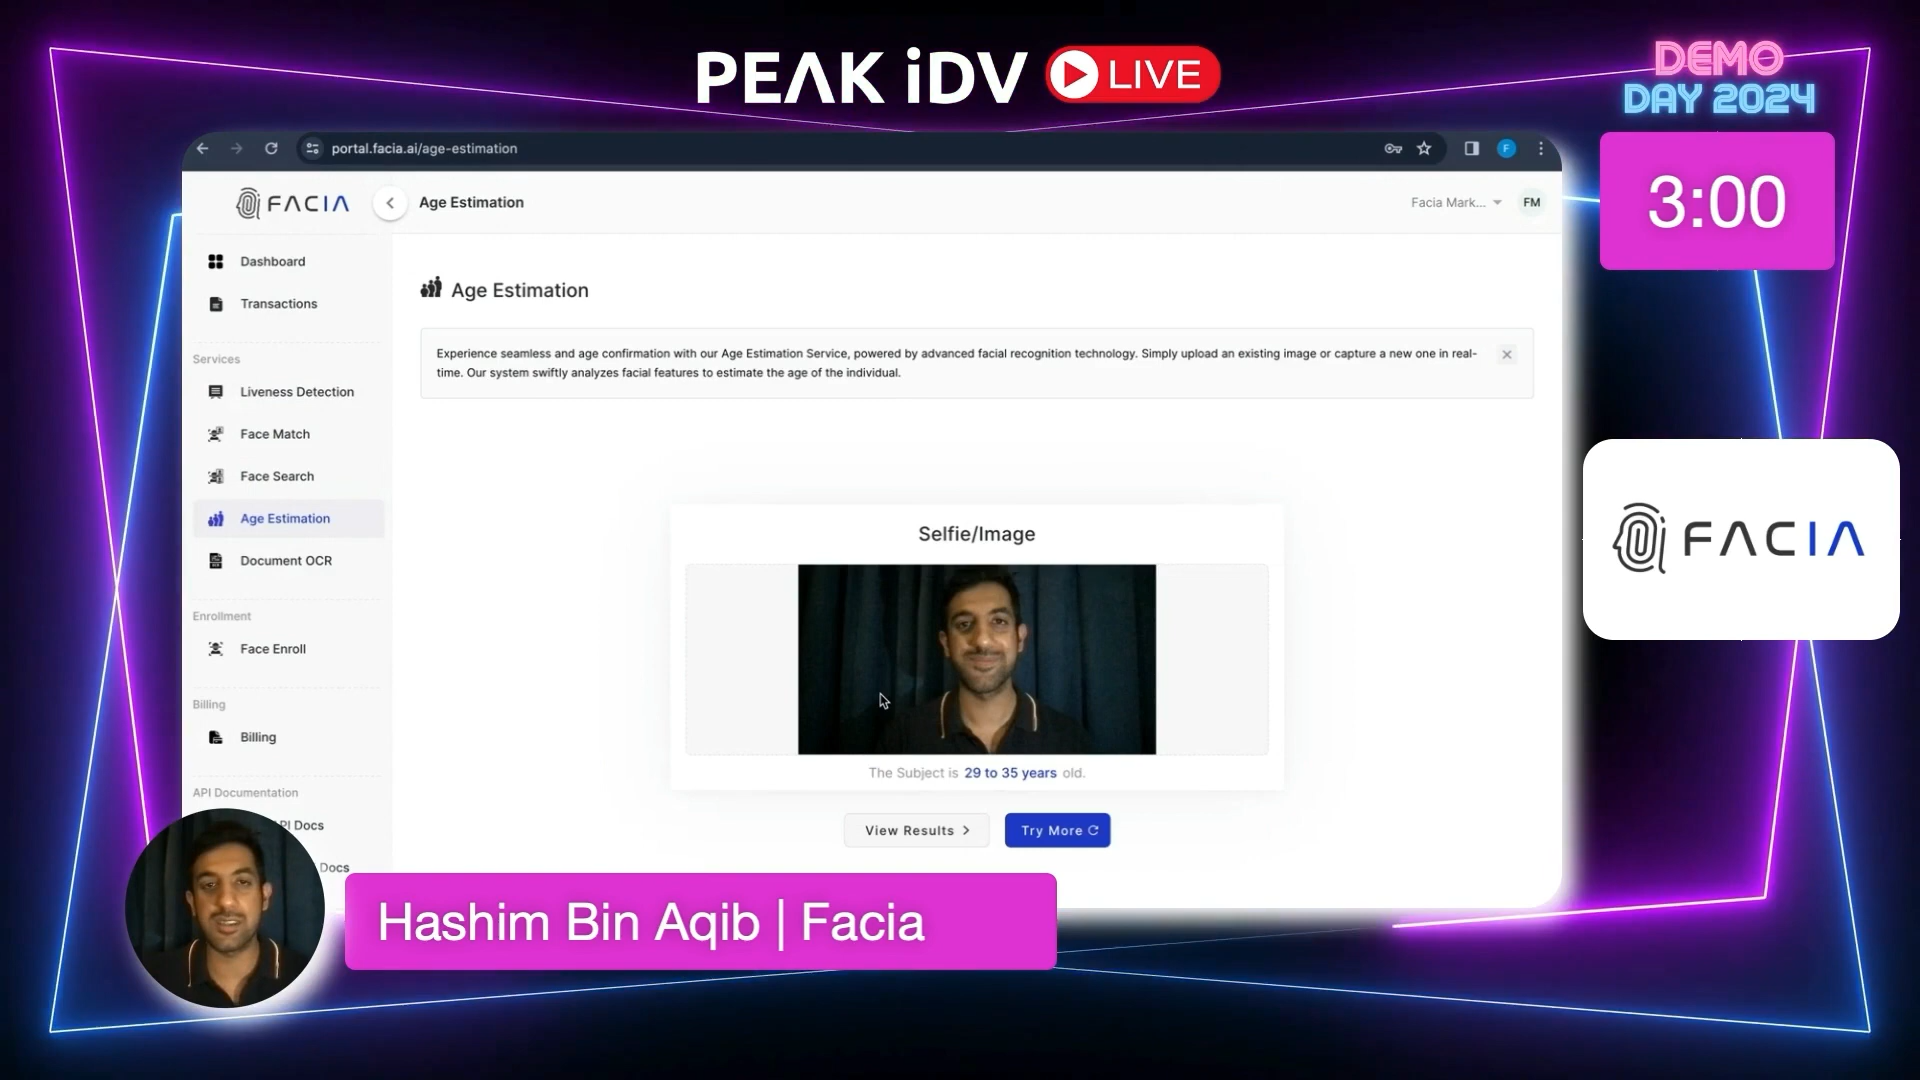 PEAK iDV LIVE
DEMO
DAY 2024
3:00
portal.facia.ai/age-estimation
F
FACIA
Age Estimation
Facia Mark...
FM
Dashboard
Transactions
Services
Liveness Detection
Face Match
Face Search
Age Estimation
Document OCR
Enrollment
Face Enroll
Billing
Billing
API Documentation
PI Docs
Docs
Age Estimation
Experience seamless and age confirmation with our Age Estimation Service, powered by advanced facial recognition technology. Simply upload an existing image or capture a new one in real-
time. Our system swiftly analyzes facial features to estimate the age of the individual.
Selfie/Image
The Subject is 29 to 35 years old.
View Results
Try More
FACIA
Hashim Bin Aqib | Facia